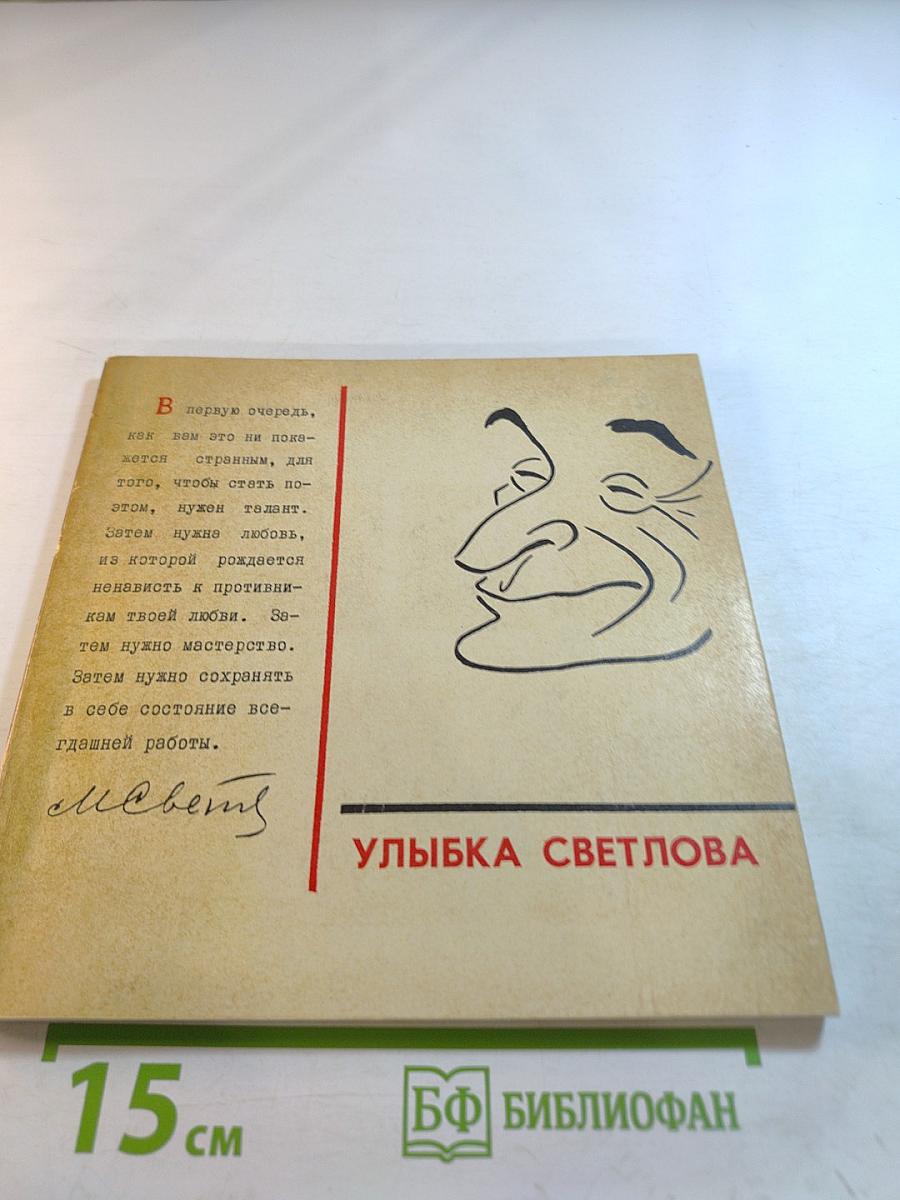 В первую очередь,
как вам это ни пока-
жется странным, для
того, чтобы стать по-
этом, нужен талант.
Затем нужна любовь,
из которой рождается
ненависть к противни-
кам твоей любви. За-
тем нужно мастерство.
Затем нужно сохранять
в себе состояние все-
гдашней работы.
МСветлов
УЛЫБКА СВЕТЛОВА
15 см
БФ БИБЛИОФАН